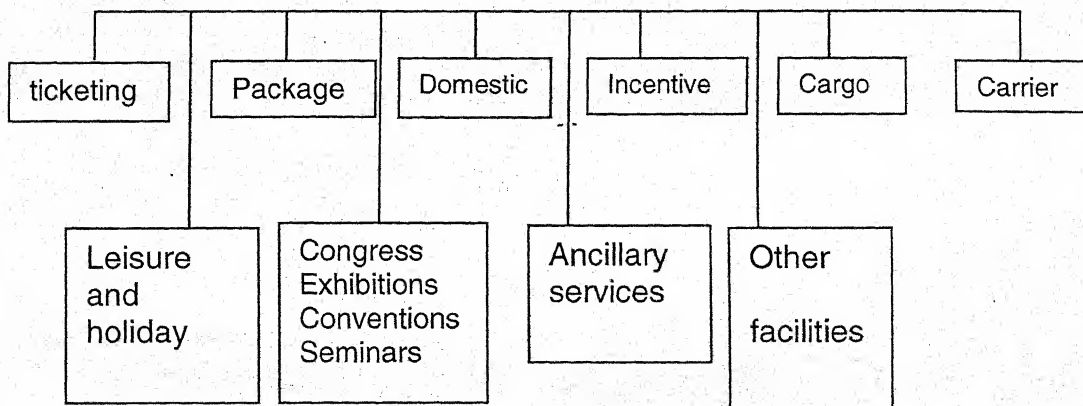 ticketing
Package
Domestic
Incentive
Cargo
Carrier
Leisure
and
holiday
Congress
Exhibitions
Conventions
Seminars
Ancillary
services
Other
facilities